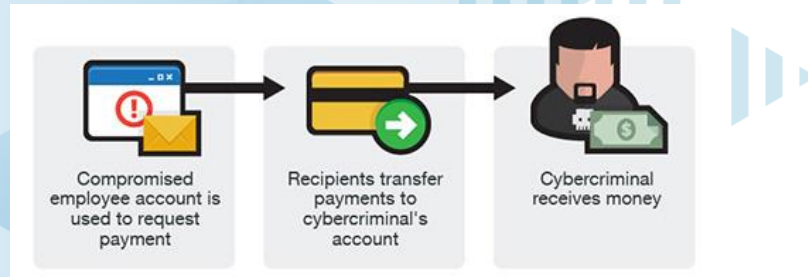 Compromised
employee account is
used to request
payment
Recipients transfer
payments to
cybercriminal's
account
$
Cybercriminal
receives money